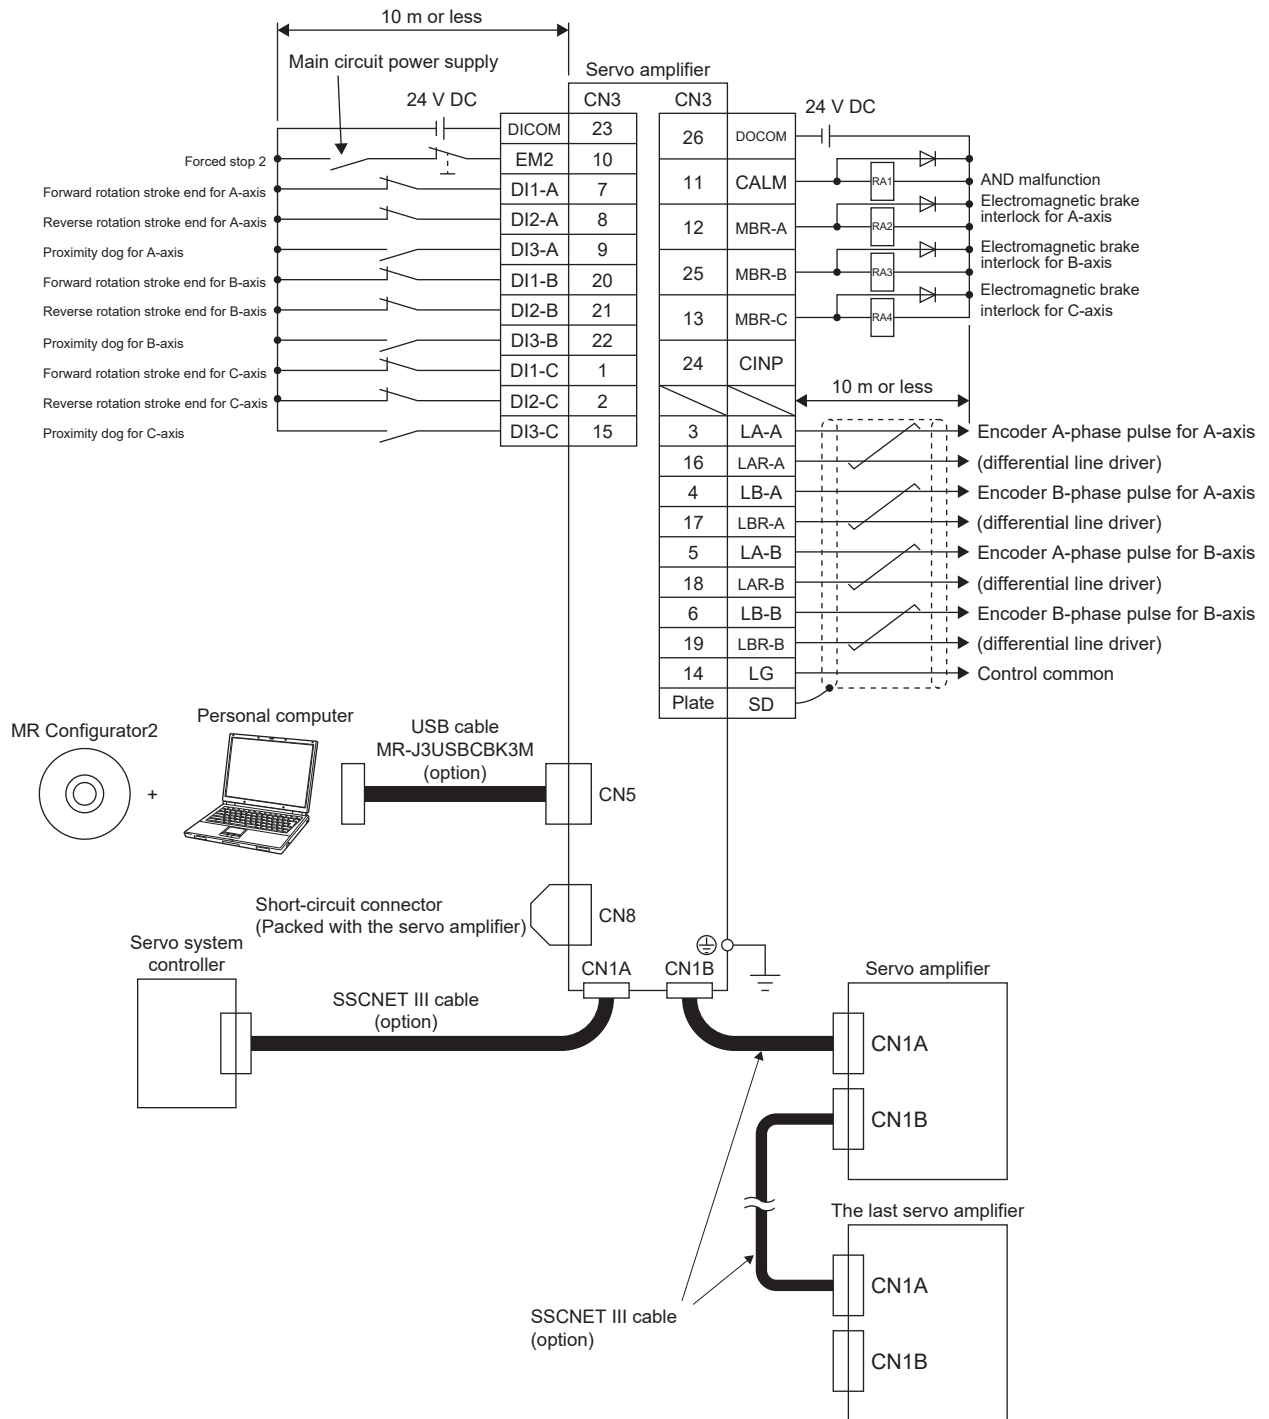 10 m or less
Main circuit power supply
Servo amplifier
24 V DC
CN3
CN3
24 V DC
DICOM 23
Forced stop 2 EM2 10
Forward rotation stroke end for A-axis DI1-A 7
Reverse rotation stroke end for A-axis DI2-A 8
Proximity dog for A-axis DI3-A 9
Forward rotation stroke end for B-axis DI1-B 20
Reverse rotation stroke end for B-axis DI2-B 21
Proximity dog for B-axis DI3-B 22
Forward rotation stroke end for C-axis DI1-C 1
Reverse rotation stroke end for C-axis DI2-C 2
Proximity dog for C-axis DI3-C 15
26 DOCOM
11 CALM RA1 AND malfunction
12 MBR-A RA2 Electromagnetic brake
interlock for A-axis
25 MBR-B RA3 Electromagnetic brake
interlock for B-axis
13 MBR-C RA4 Electromagnetic brake
interlock for C-axis
24 CINP
10 m or less
3 LA-A Encoder A-phase pulse for A-axis
16 LAR-A (differential line driver)
4 LB-A Encoder B-phase pulse for A-axis
17 LBR-A (differential line driver)
5 LA-B Encoder A-phase pulse for B-axis
18 LAR-B (differential line driver)
6 LB-B Encoder B-phase pulse for B-axis
19 LBR-B (differential line driver)
14 LG Control common
Plate SD
MR Configurator2
+
Personal computer
USB cable
MR-J3USBCBK3M
(option)
CN5
Short-circuit connector
(Packed with the servo amplifier)
CN8
Servo system
controller
CN1A
CN1B
SSCNET III cable
(option)
Servo amplifier
CN1A
CN1B
The last servo amplifier
CN1A
CN1B
SSCNET III cable
(option)